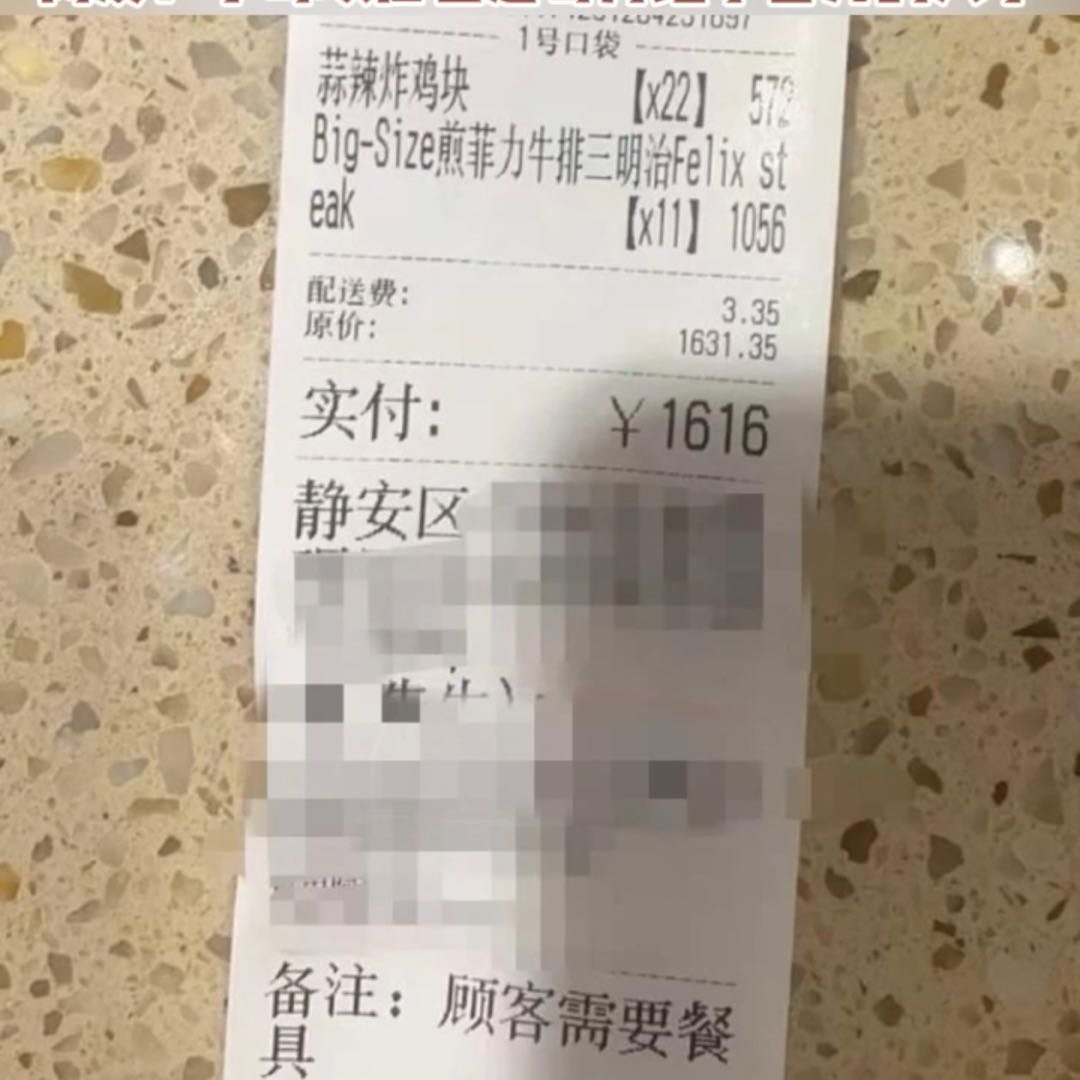 1号口袋
蒜辣炸鸡块 【x22】 572
Big-Size煎菲力牛排三明治Felix st
eak 【x11】 1056
配送费: 3.35
原价: 1631.35
实付: ￥1616
静安区
备注: 顾客需要餐
具